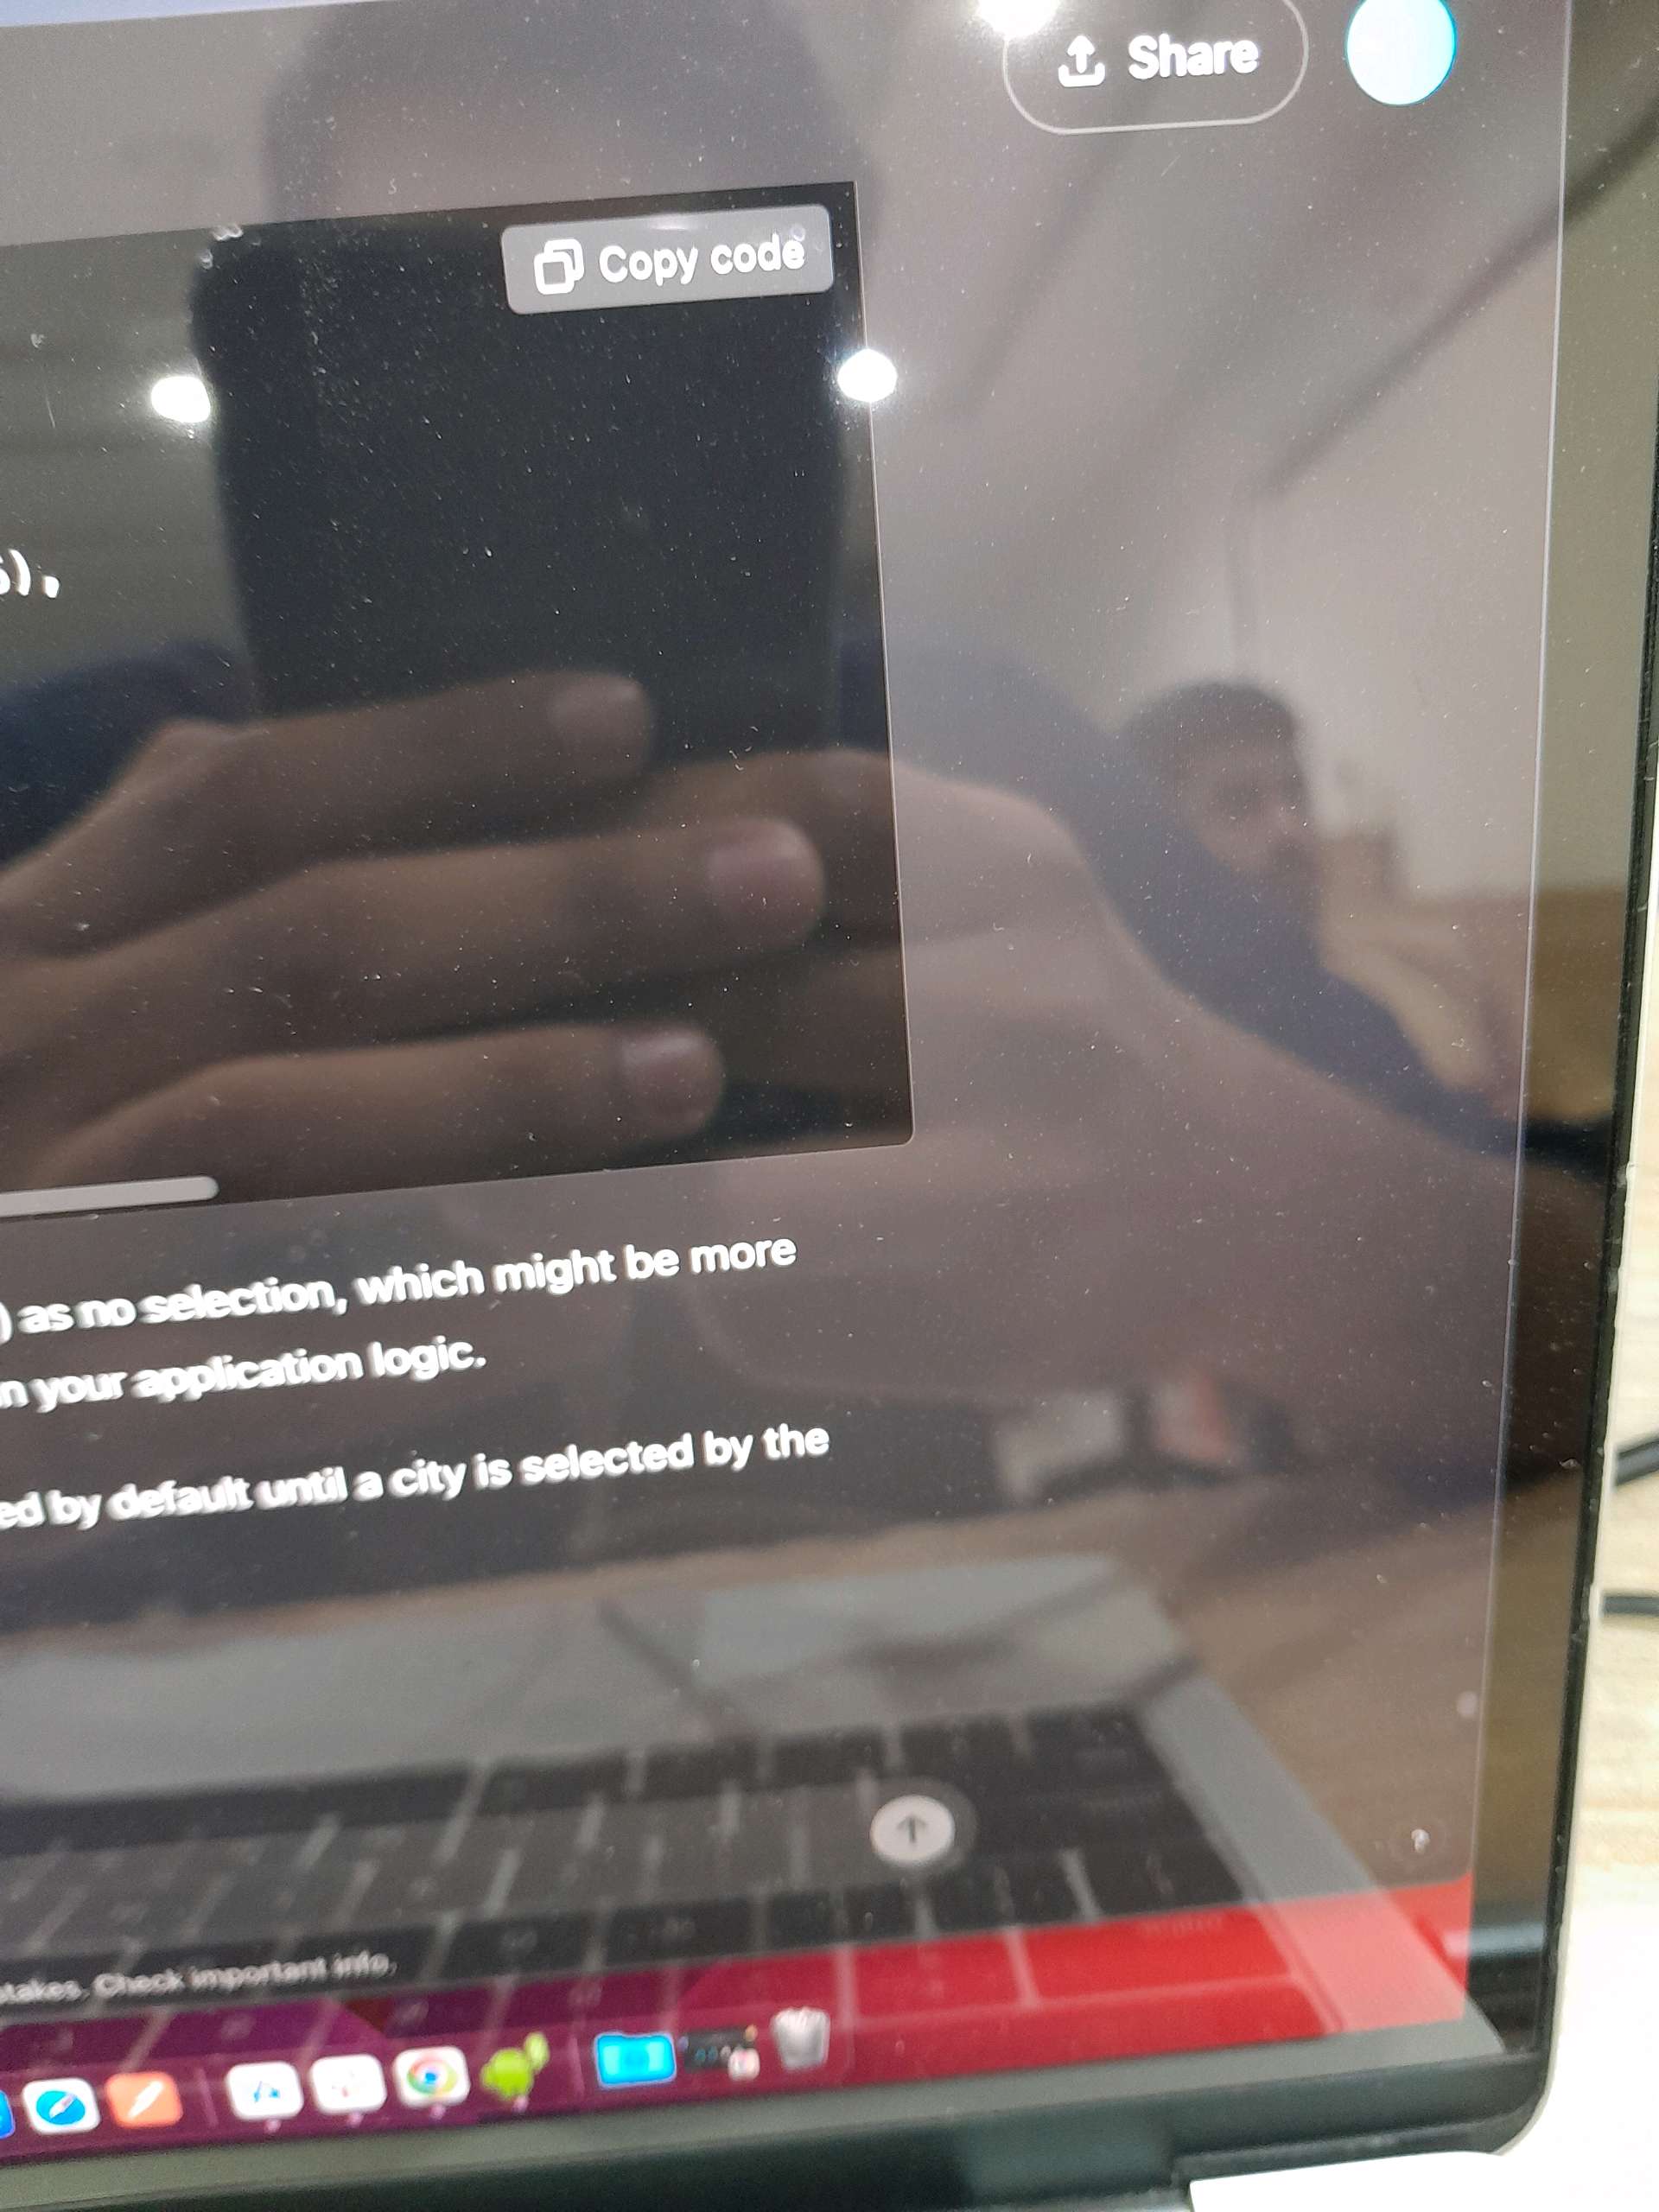 Share
Copy code
),
) as no selection, which might be more
n your application logic.
ed by default until a city is selected by the
?
takes. Check important info.